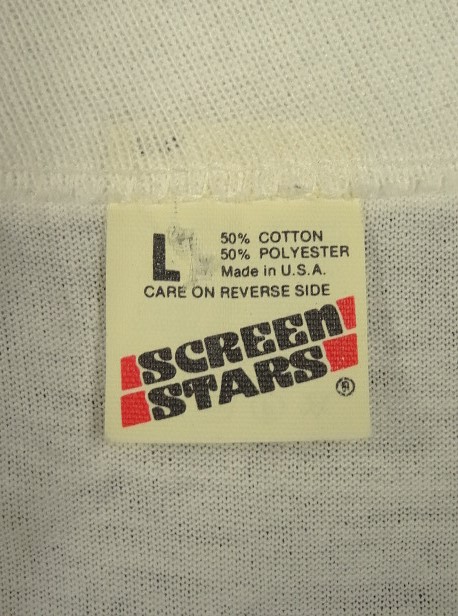 L
50% COTTON
50% POLYESTER
Made in U.S.A.
CARE ON REVERSE SIDE
SCREEN
STARS
®